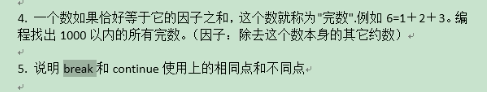 4. 一个数如果恰好等于它的因子之和，这个数就称为"完数".例如 6=1＋2＋3。编
程找出 1000 以内的所有完数。（因子：除去这个数本身的其它约数）
5. 说明 break 和 continue 使用上的相同点和不同点